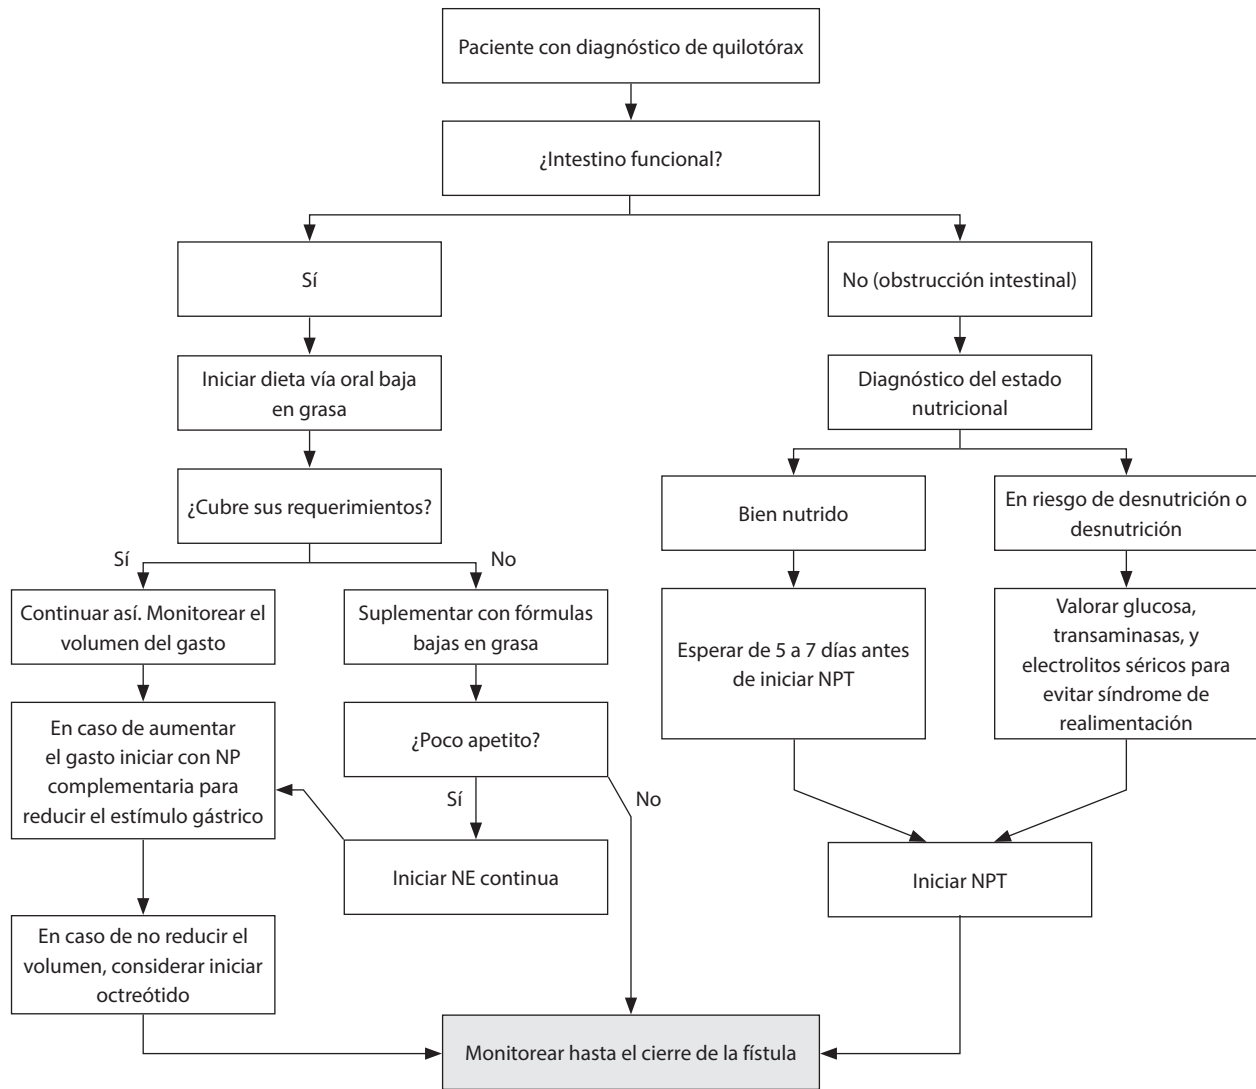 Paciente con diagnóstico de quilotórax
¿Intestino funcional?
Sí
No (obstrucción intestinal)
Iniciar dieta vía oral baja
en grasa
Diagnóstico del estado
nutricional
¿Cubre sus requerimientos?
Bien nutrido
En riesgo de desnutrición o
desnutrición
Sí
No
Continuar así. Monitorear el
volumen del gasto
Suplementar con fórmulas
bajas en grasa
Esperar de 5 a 7 días antes
de iniciar NPT
Valorar glucosa,
transaminasas, y
electrolitos séricos para
evitar síndrome de
realimentación
En caso de aumentar
el gasto iniciar con NP
complementaria para
reducir el estímulo gástrico
¿Poco apetito?
Sí
No
Iniciar NE continua
Iniciar NPT
En caso de no reducir el
volumen, considerar iniciar
octreótido
Monitorear hasta el cierre de la fístula